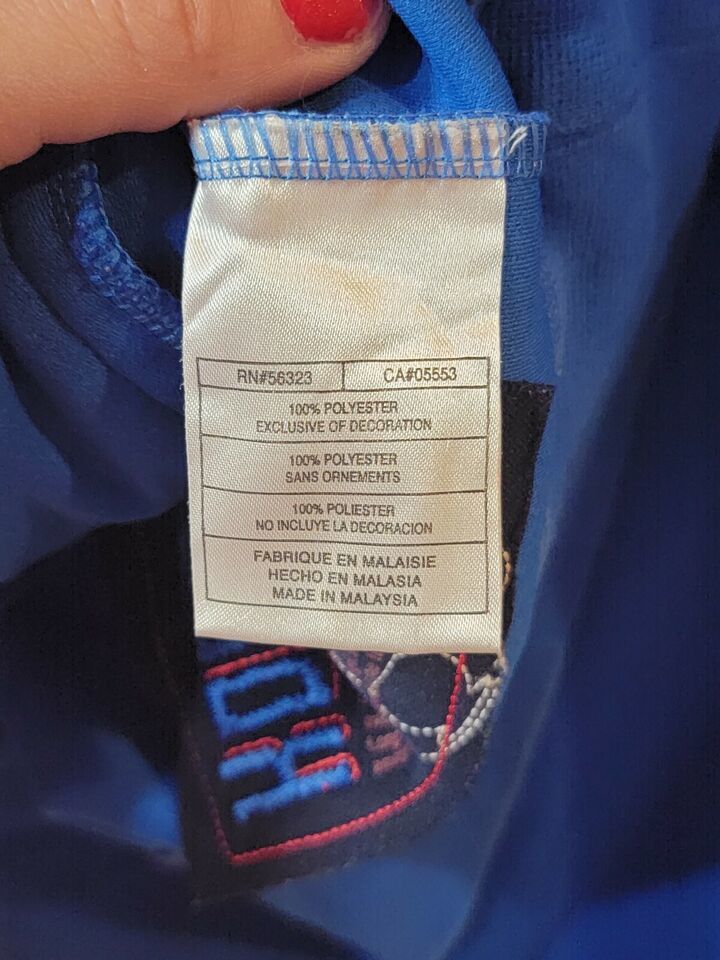 RN#56323 CA#05553
100% POLYESTER
EXCLUSIVE OF DECORATION
100% POLYESTER
SANS ORNEMENTS
100% POLIESTER
NO INCLUYE LA DECORACION
FABRIQUE EN MALAISIE
HECHO EN MALASIA
MADE IN MALAYSIA